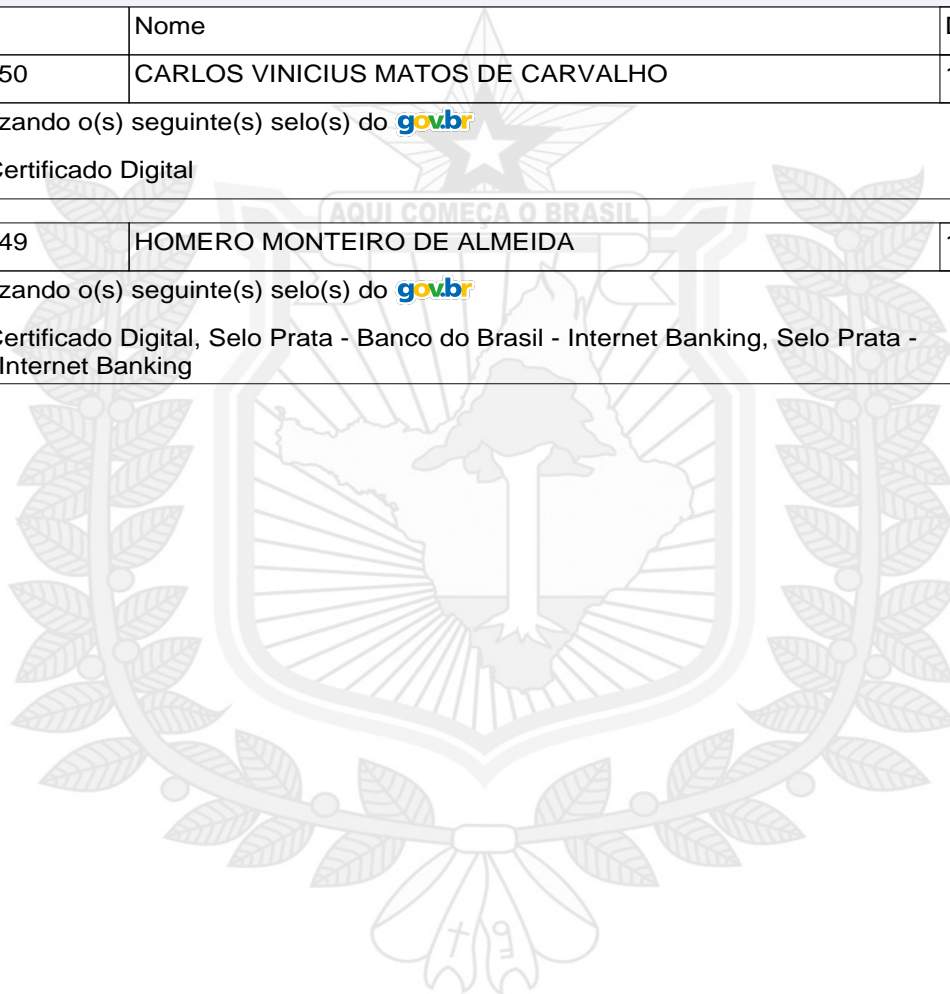 Nome
50 CARLOS VINICIUS MATOS DE CARVALHO
zando o(s) seguinte(s) selo(s) do gov.br
Certificado Digital
AQUI COMEÇA O BRASIL
49 HOMERO MONTEIRO DE ALMEIDA
zando o(s) seguinte(s) selo(s) do gov.br
Certificado Digital, Selo Prata - Banco do Brasil - Internet Banking, Selo Prata -
Internet Banking